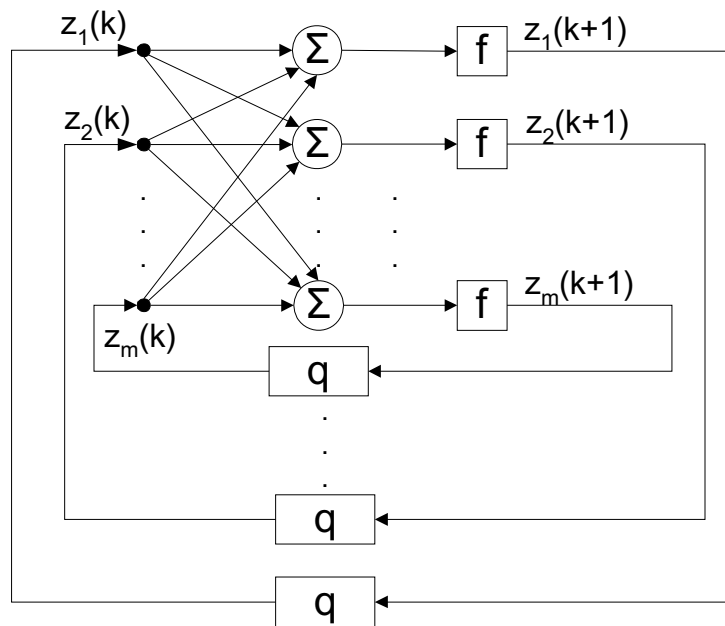 z₁(k) Σ f z₁(k+1)
z₂(k) Σ f z₂(k+1)
Σ f zₘ(k+1)
zₘ(k)
q
q
q